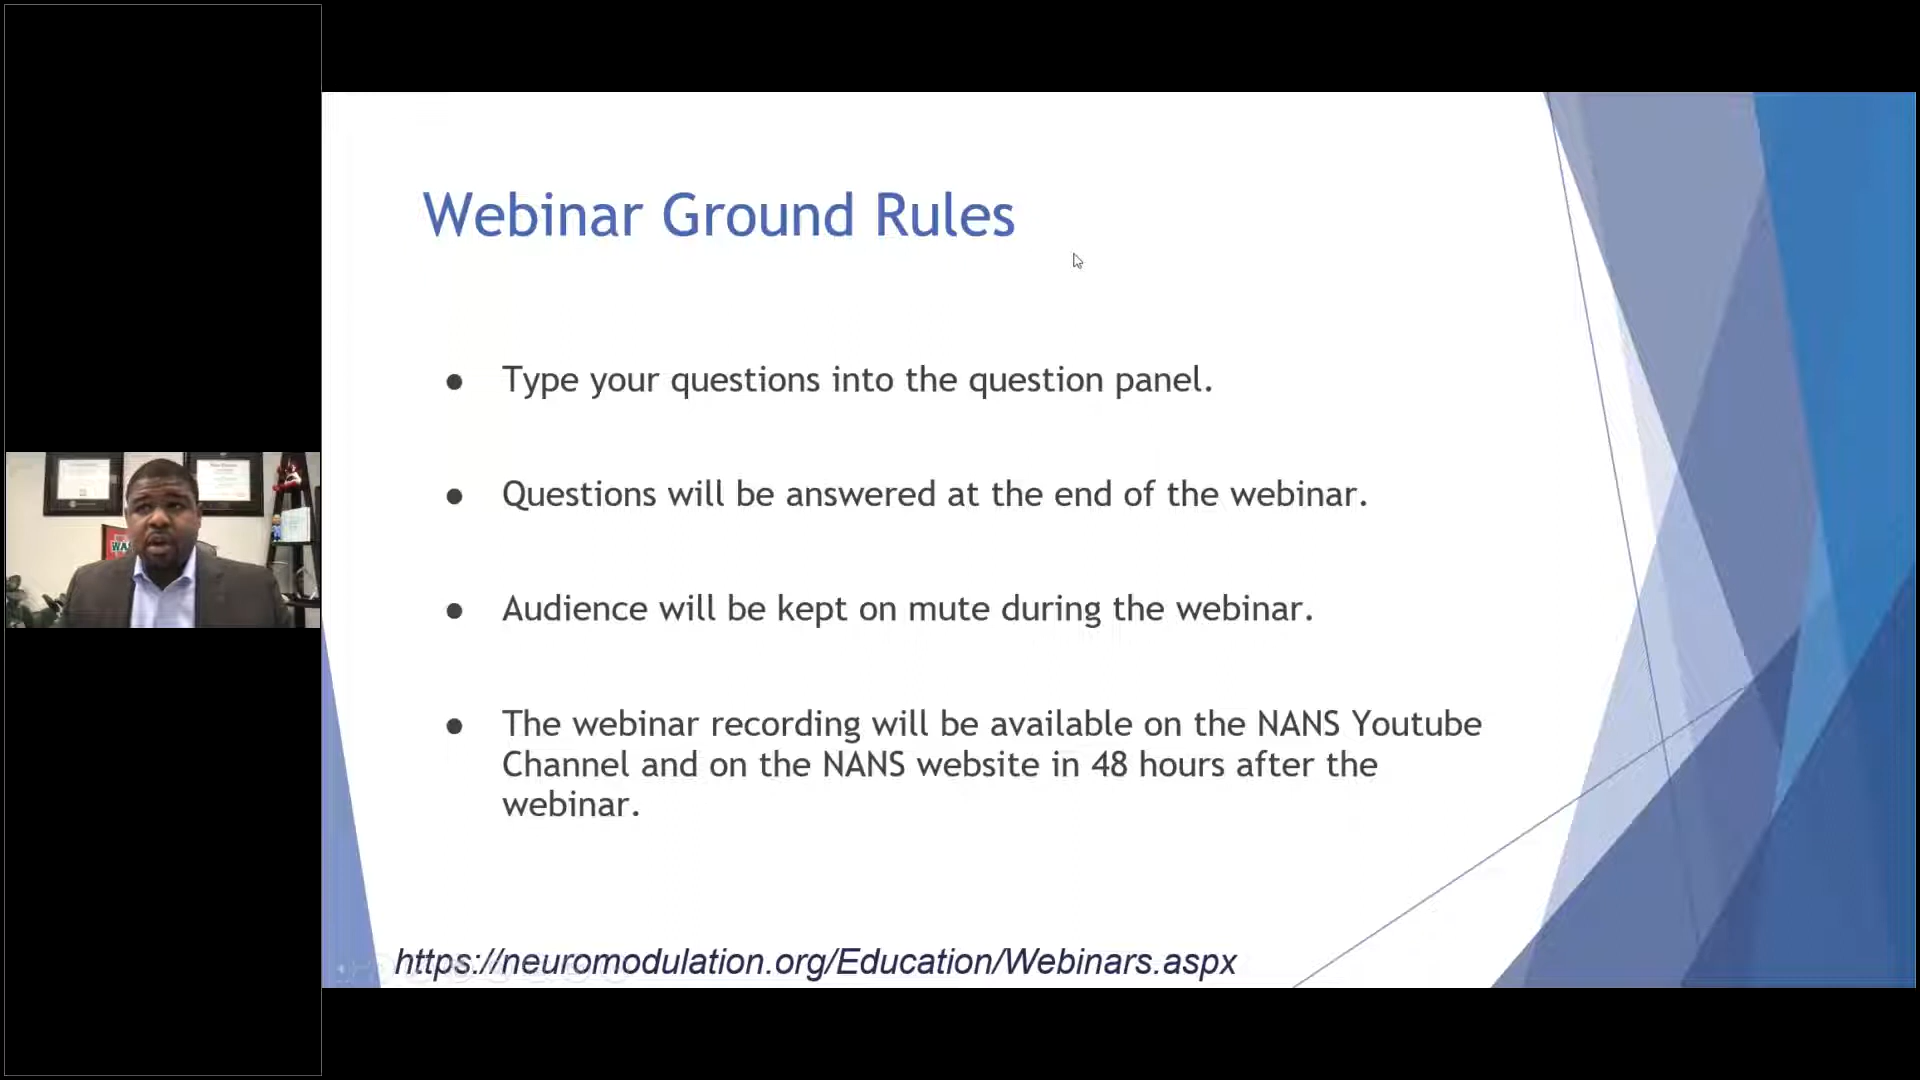 Webinar Ground Rules
● Type your questions into the question panel.
● Questions will be answered at the end of the webinar.
● Audience will be kept on mute during the webinar.
● The webinar recording will be available on the NANS Youtube
Channel and on the NANS website in 48 hours after the
webinar.
https://neuromodulation.org/Education/Webinars.aspx